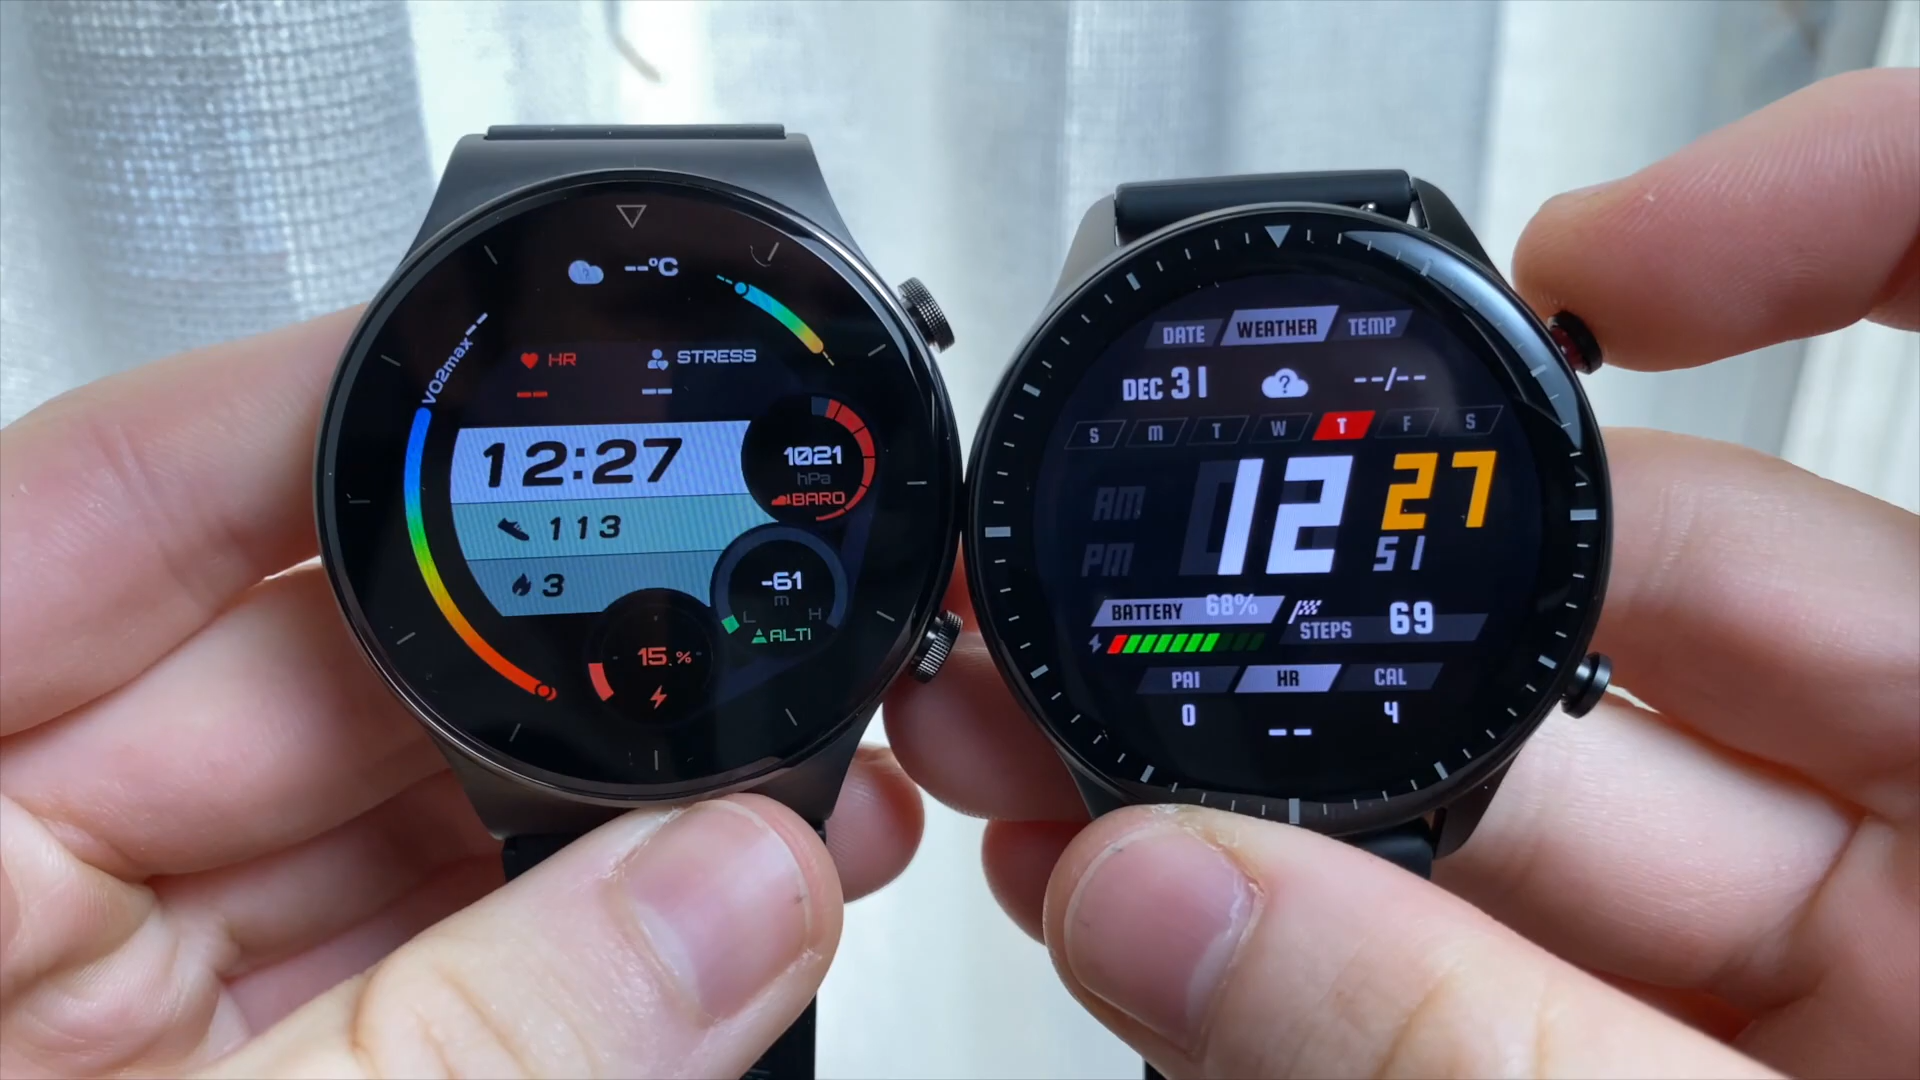 --°C
VO2max --
HR
STRESS
--
--
12:27
113
3
1021
hPa
BARO
-61
m
L H
ALTI
15.%
DATE WEATHER TEMP
DEC 31 ? --/--
S M T W T F S
AM
PM
12 27
51
BATTERY 68%
STEPS 69
PAI HR CAL
0 -- 4